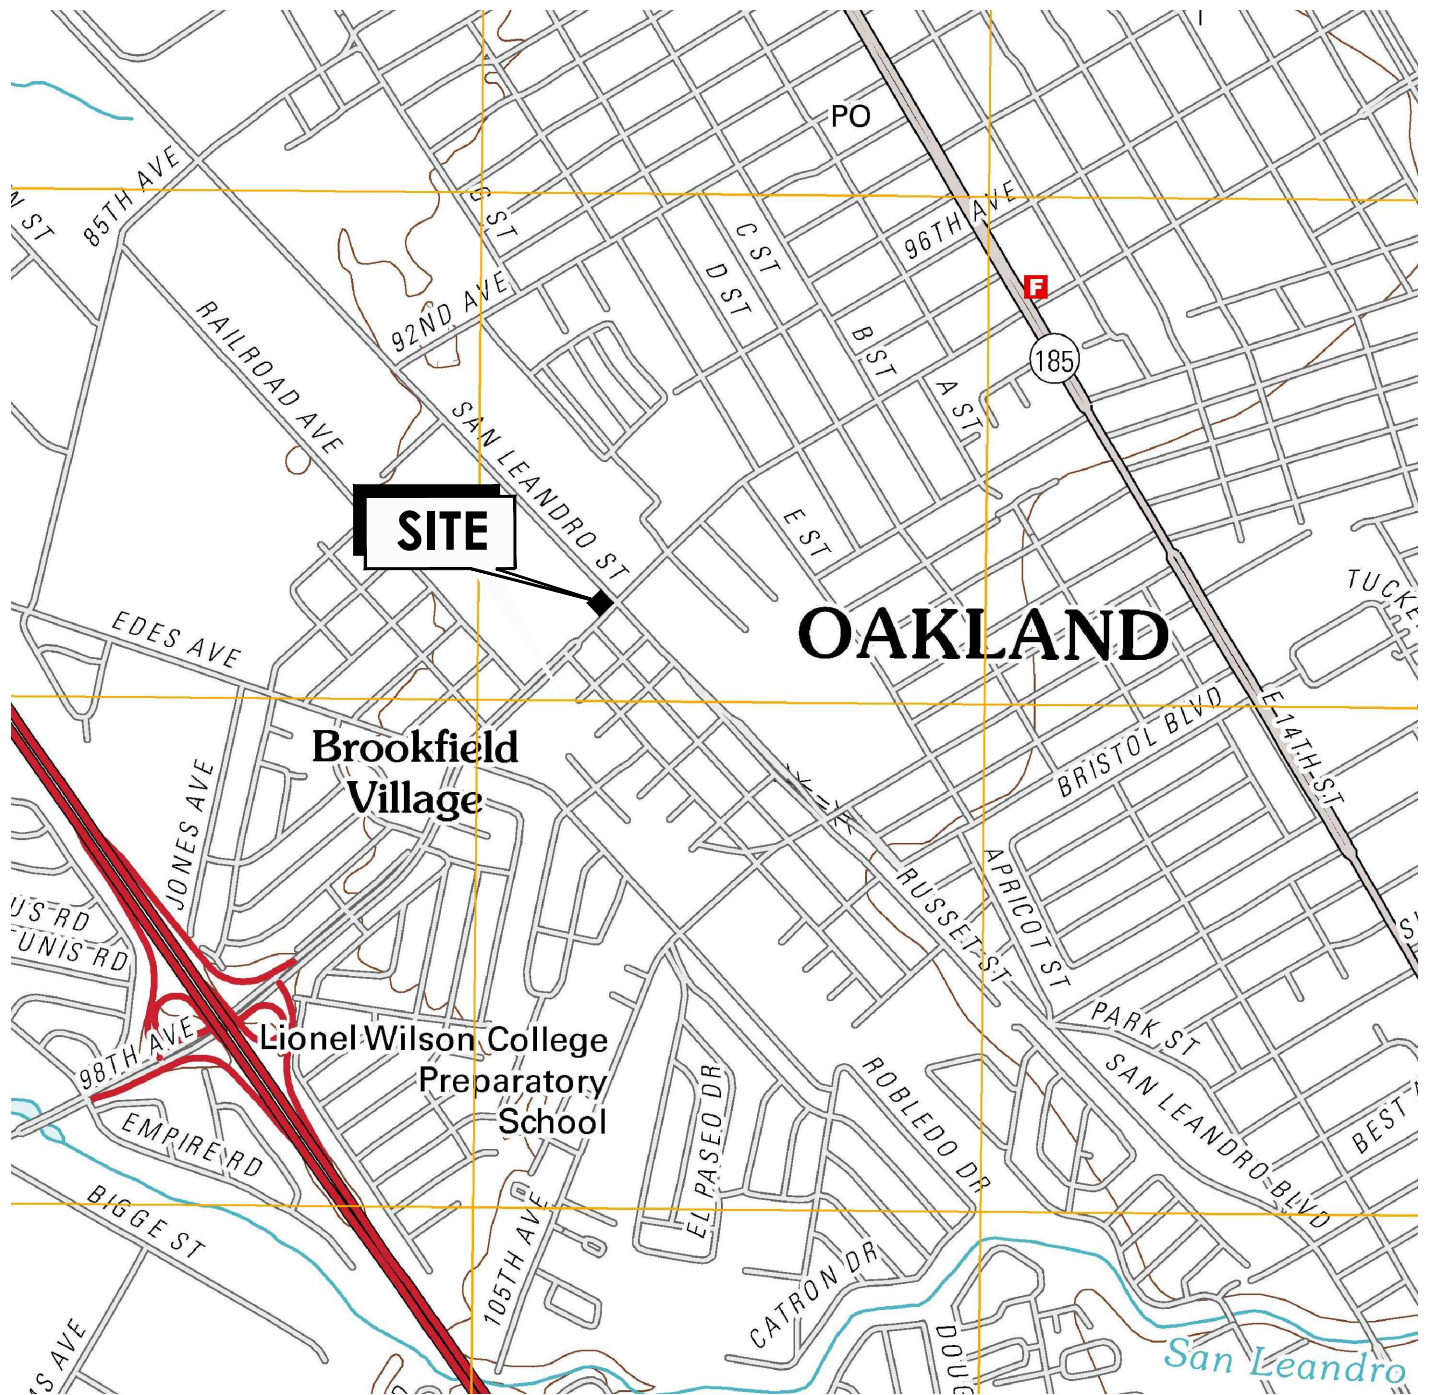 PO
85TH AVE
N ST
G ST
C ST
96TH AVE
D ST
F
92ND AVE
RAILROAD AVE
B ST
185
A ST
SAN LEANDRO ST
SITE
E ST
OAKLAND
EDES AVE
E 14TH ST
BRISTOL BLVD
Brookfield
Village
JONES AVE
APRICOT ST
RUSSET ST
US RD
UNIS RD
98TH AVE
Lionel Wilson College
Preparatory
School
PARK ST
SAN LEANDRO BLVD
ROBLEDO DR
EL PASEO DR
BEST
EMPIRE RD
BIGGE ST
105TH AVE
CATRON DR
DOUG
San Leandro
AVE